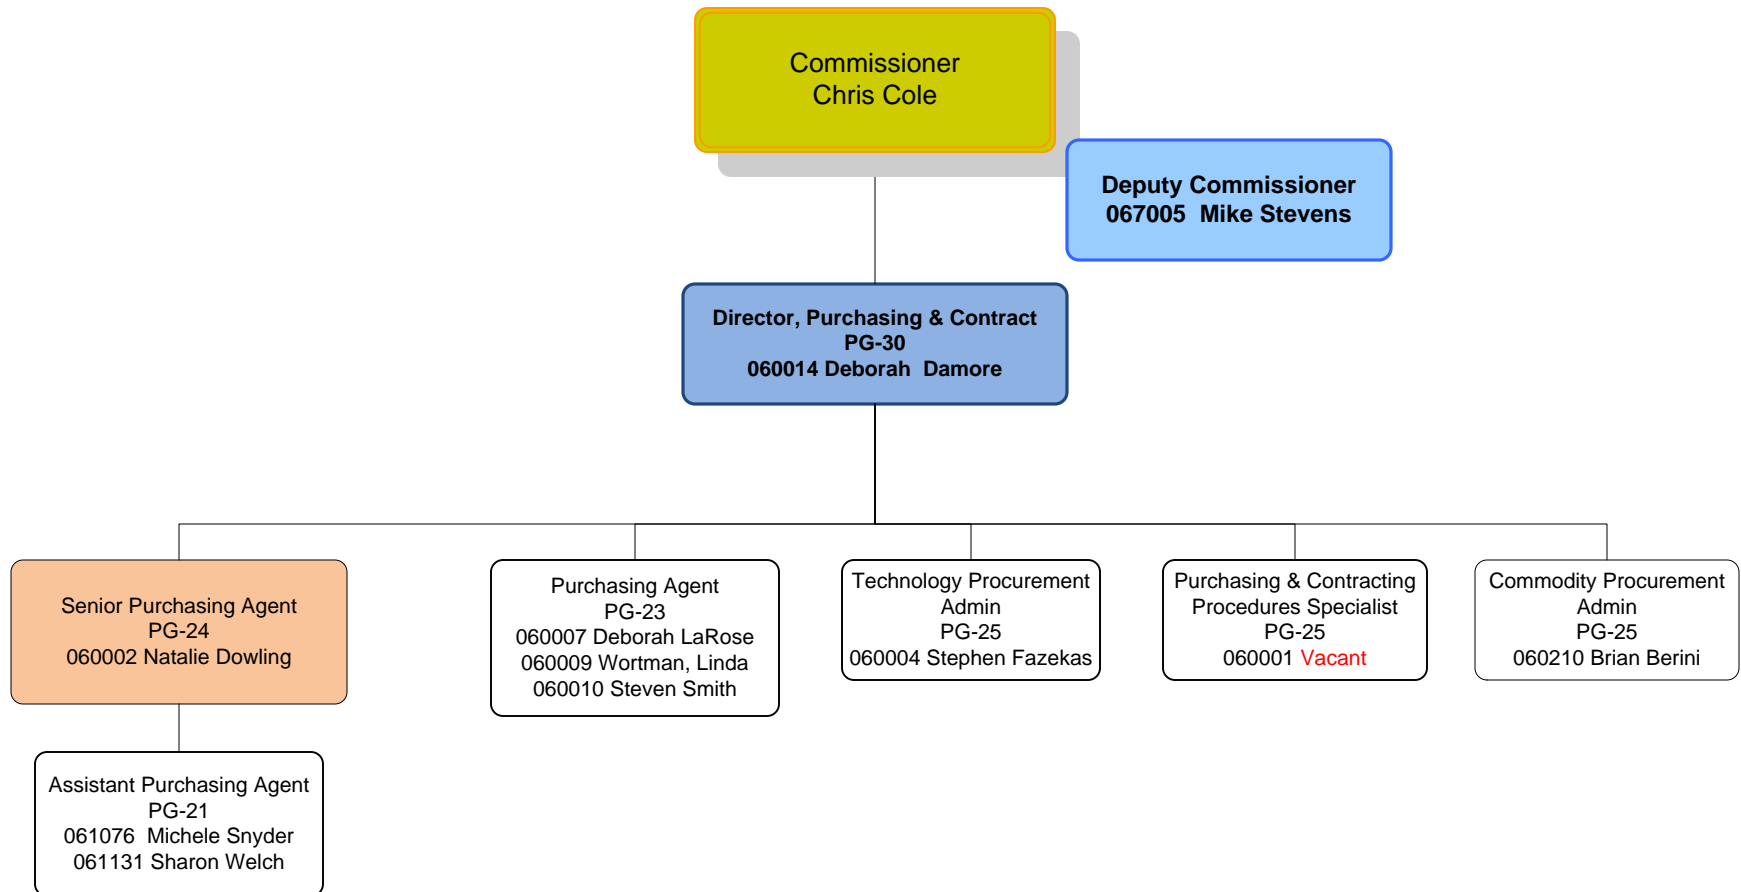 Commissioner
Chris Cole
Deputy Commissioner
067005  Mike Stevens
Director, Purchasing & Contract
PG-30
060014 Deborah  Damore
Senior Purchasing Agent
PG-24
060002 Natalie Dowling
Purchasing Agent
PG-23
060007 Deborah LaRose
060009 Wortman, Linda
060010 Steven Smith
Technology Procurement
Admin
PG-25
060004 Stephen Fazekas
Purchasing & Contracting
Procedures Specialist
PG-25
060001 Vacant
Commodity Procurement
Admin
PG-25
060210 Brian Berini
Assistant Purchasing Agent
PG-21
061076  Michele Snyder
061131 Sharon Welch